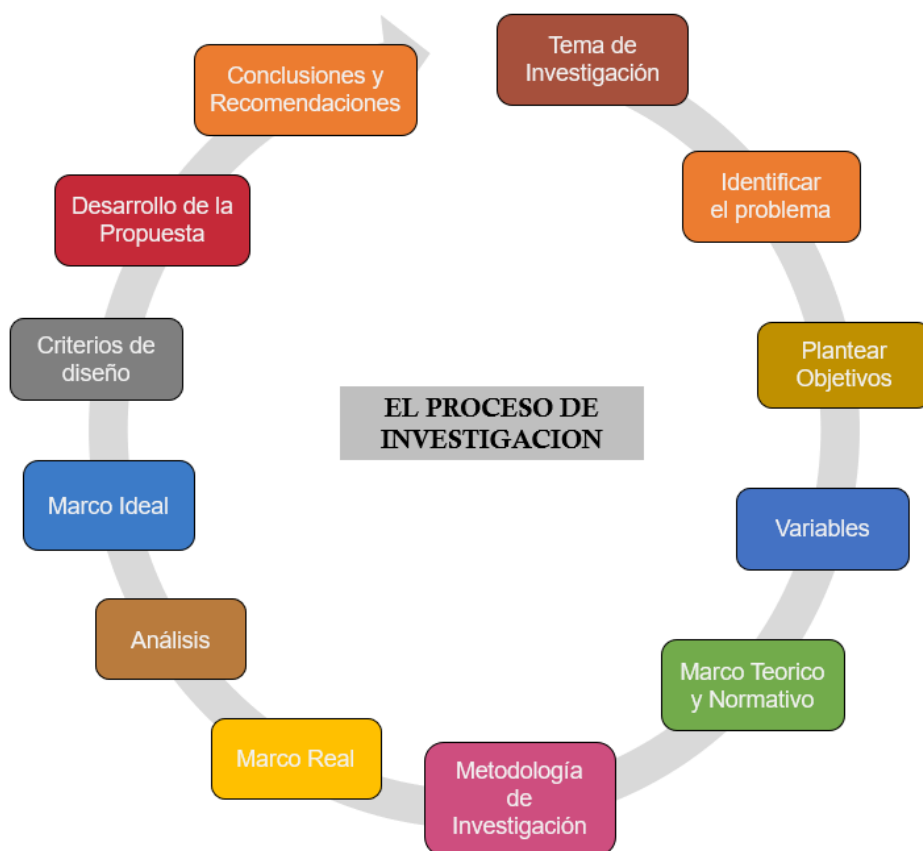 Tema de
Investigación
Identificar
el problema
Plantear
Objetivos
Variables
Marco Teorico
y Normativo
Metodología
de
Investigación
Marco Real
Análisis
Marco Ideal
Criterios de
diseño
Desarrollo de la
Propuesta
Conclusiones y
Recomendaciones
EL PROCESO DE
INVESTIGACION